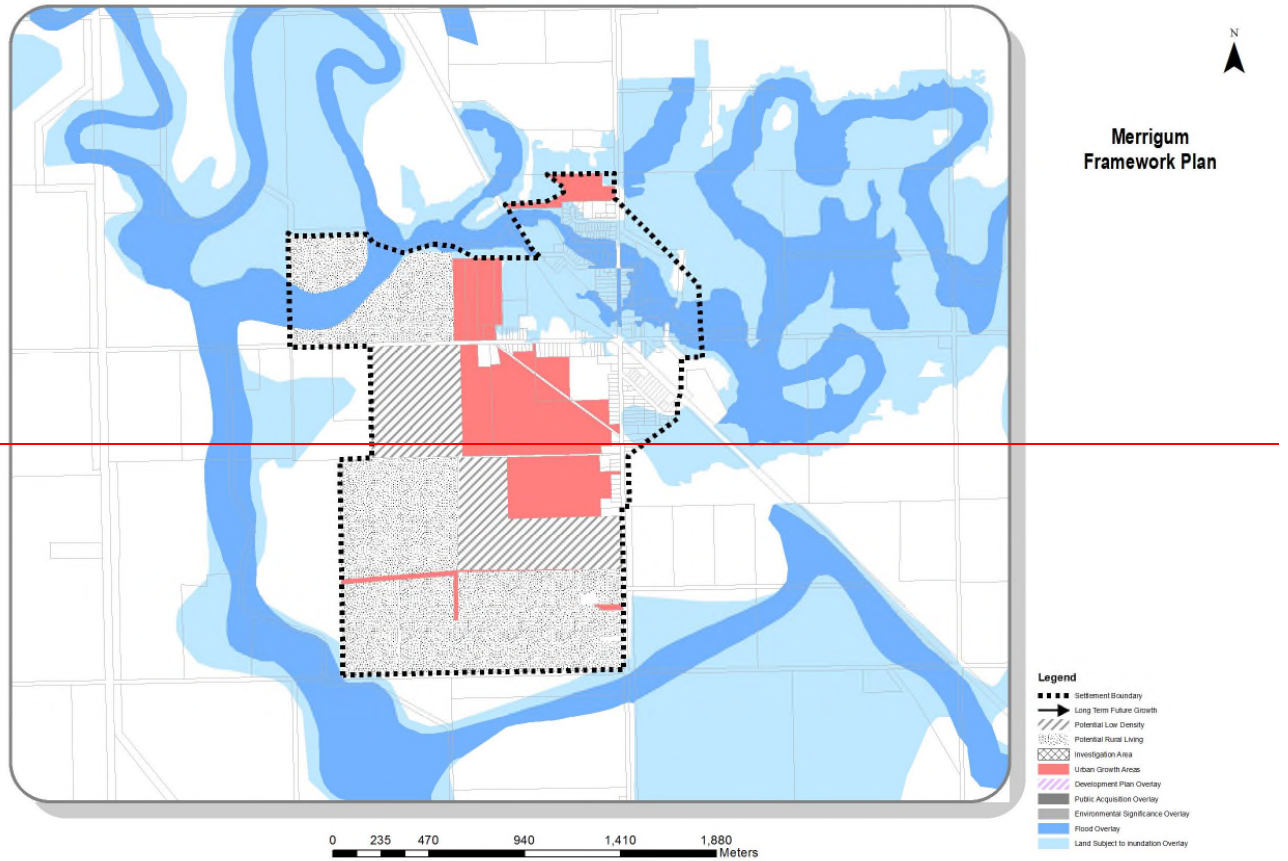 N
Merrigum
Framework Plan
Legend
Settlement Boundary
Long Term Future Growth
Potential Low Density
Potential Rural Living
Investigation Area
Urban Growth Areas
Development Plan Overlay
Public Acquisition Overlay
Environmental Significance Overlay
Flood Overlay
Land Subject to Inundation Overlay
0 235 470 940 1,410 1,880
Meters